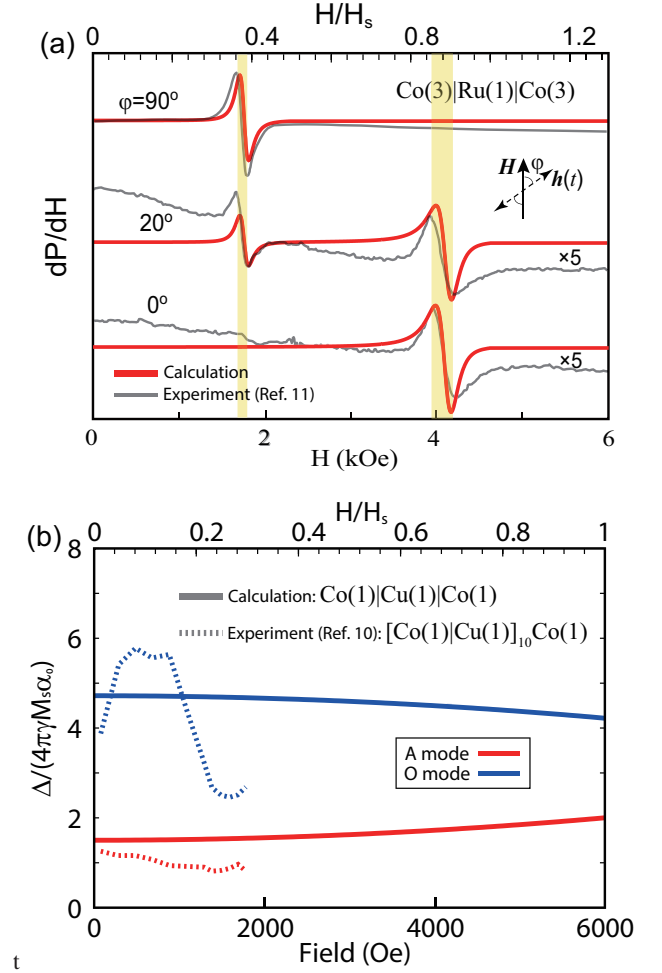 H/Hs
(a)
0 0.4 0.8 1.2
φ=90º
Co(3)|Ru(1)|Co(3)
H φ h(t)
20º
×5
0º
×5
dP/dH
Calculation
Experiment (Ref. 11)
0 2 4 6
H (kOe)
H/Hs
(b)
0 0.2 0.4 0.6 0.8 1
8
Calculation: Co(1)|Cu(1)|Co(1)
Experiment (Ref. 10): [Co(1)|Cu(1)]10Co(1)
6
Δ/(4πγMsα0)
4
A mode
O mode
2
0
0 2000 4000 6000
Field (Oe)
t